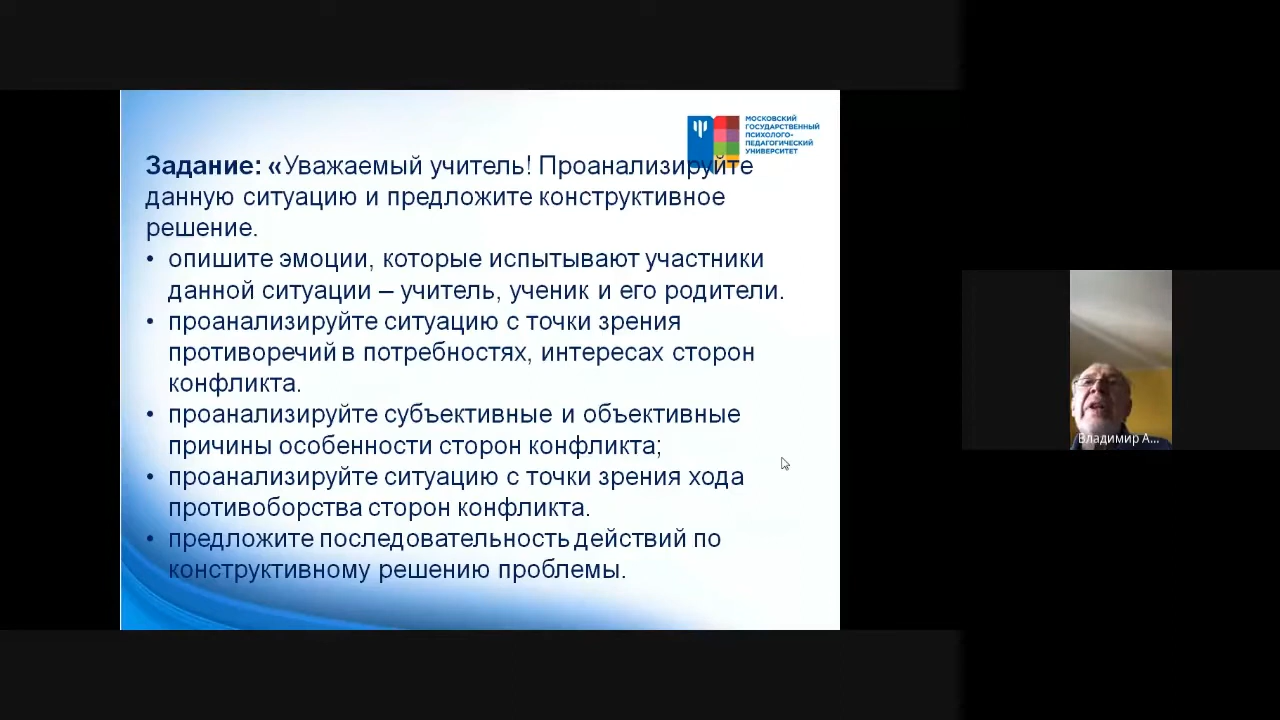 МОСКОВСКИЙ
ГОСУДАРСТВЕННЫЙ
ПСИХОЛОГО-
ПЕДАГОГИЧЕСКИЙ
УНИВЕРСИТЕТ
Задание: «Уважаемый учитель! Проанализируйте
данную ситуацию и предложите конструктивное
решение.
• опишите эмоции, которые испытывают участники
данной ситуации – учитель, ученик и его родители.
• проанализируйте ситуацию с точки зрения
противоречий в потребностях, интересах сторон
конфликта.
• проанализируйте субъективные и объективные
причины особенности сторон конфликта;
• проанализируйте ситуацию с точки зрения хода
противоборства сторон конфликта.
• предложите последовательность действий по
конструктивному решению проблемы.
Владимир А...